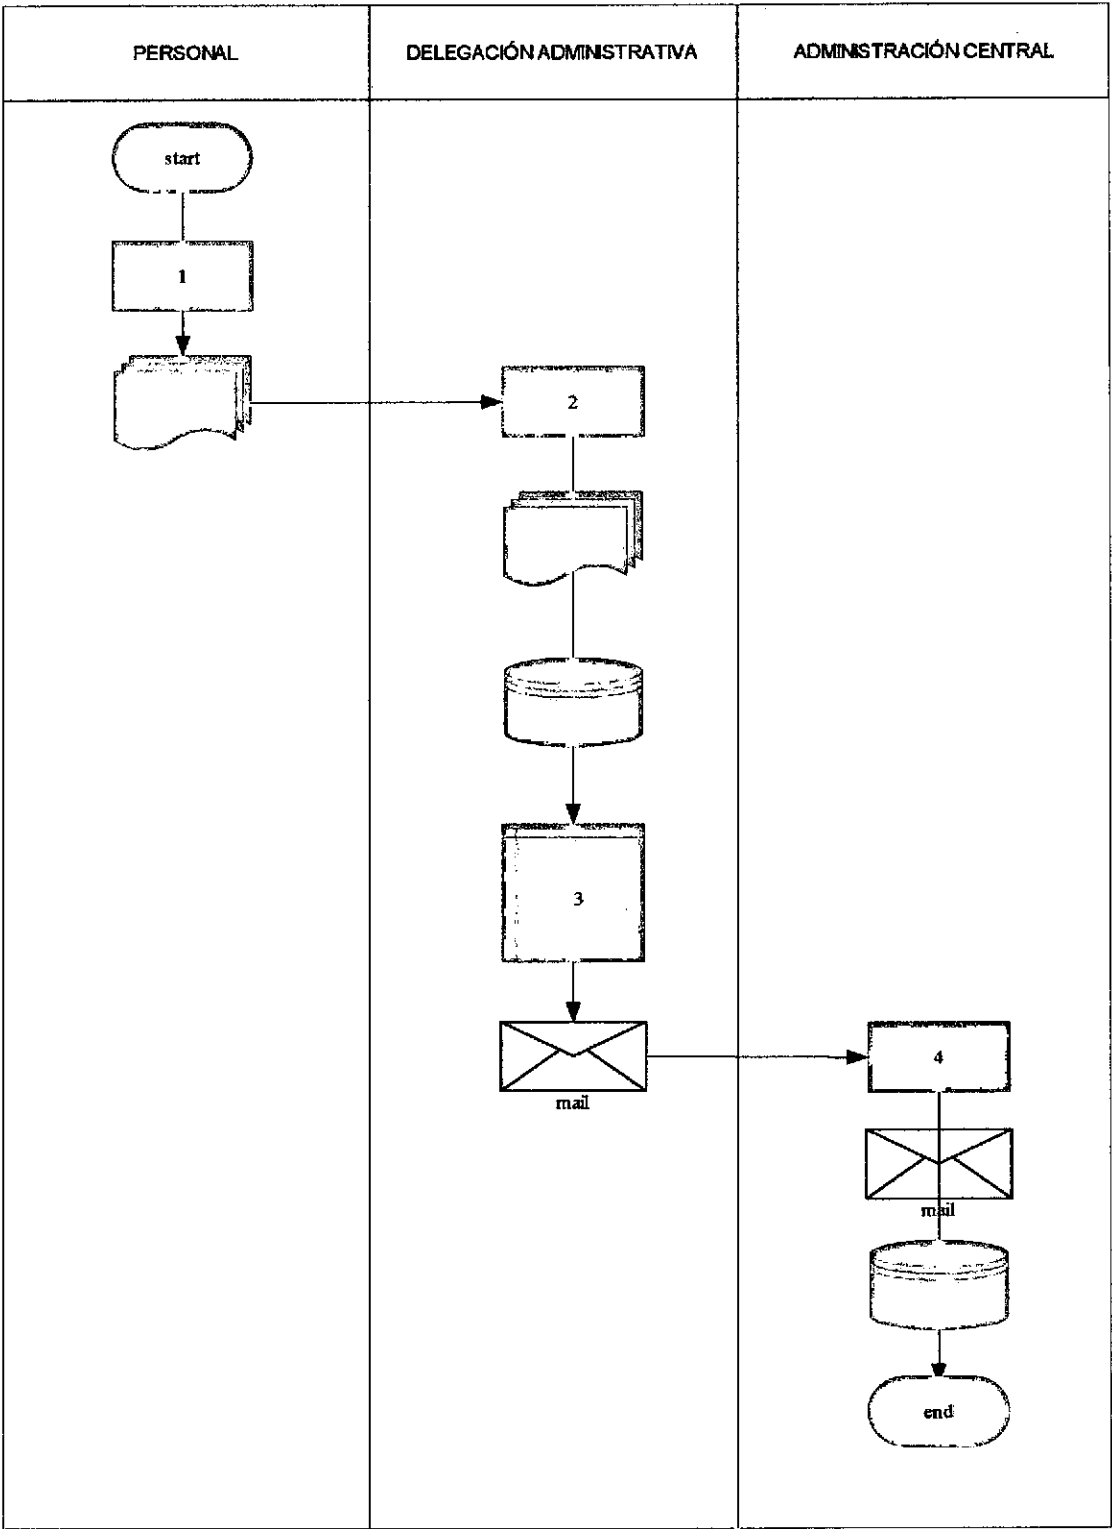 PERSONAL
DELEGACIÓN ADMINISTRATIVA
ADMINISTRACIÓN CENTRAL
start
1
2
3
mail
4
mail
end